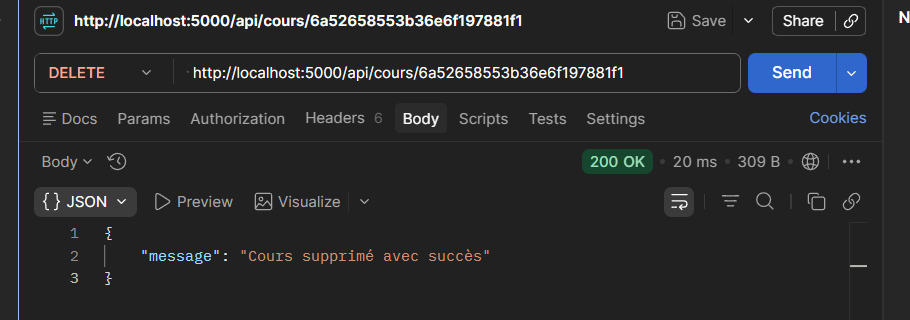 HTTP http://localhost:5000/api/cours/6a52658553b36e6f197881f1 Save Share N
DELETE http://localhost:5000/api/cours/6a52658553b36e6f197881f1 Send
Docs Params Authorization Headers 6 Body Scripts Tests Settings Cookies
Body 200 OK • 20 ms • 309 B •
{} JSON Preview Visualize
1 {
2 "message": "Cours supprimé avec succès"
3 }